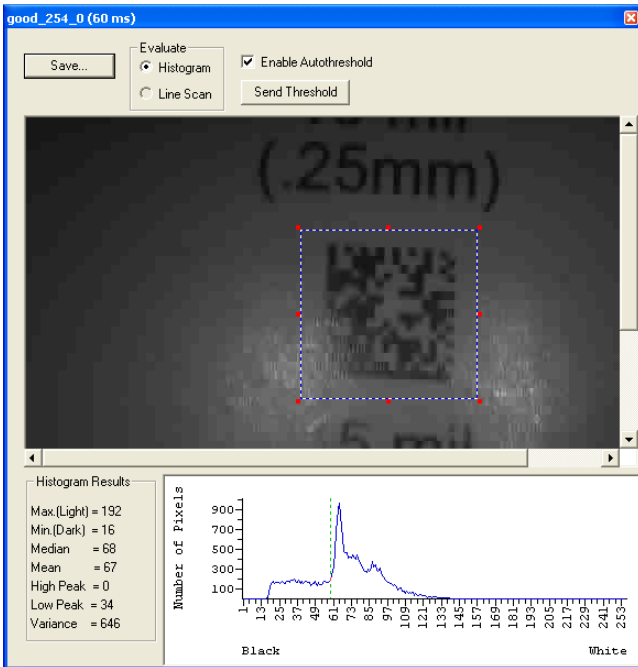 good_254_0 (60 ms)
Save...
Evaluate
Histogram
Line Scan
Enable Autothreshold
Send Threshold
(.25mm)
5 mil
Histogram Results
Max.(Light) = 192
Min.(Dark) = 16
Median = 68
Mean = 67
High Peak = 0
Low Peak = 34
Variance = 646
Number of Pixels
900
700
500
300
100
1 13 25 37 49 61 73 85 97 109 121 133 145 157 169 181 193 205 217 229 241 253
Black White